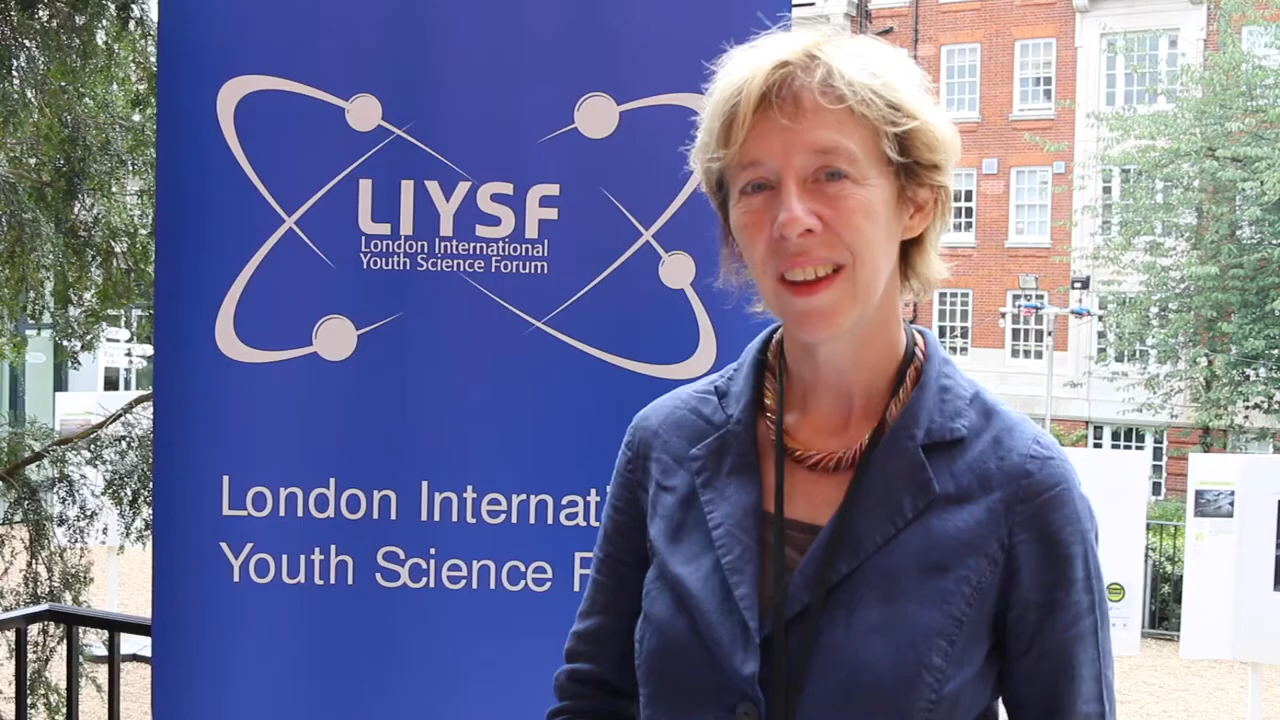 LIYSF
London International
Youth Science Forum
London Internati
Youth Science F